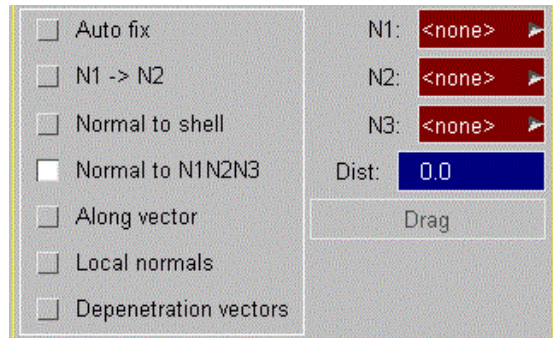 Auto fix N1: <none>
N1 -> N2 N2: <none>
Normal to shell N3: <none>
Normal to N1N2N3 Dist: 0.0
Along vector Drag
Local normals
Depenetration vectors